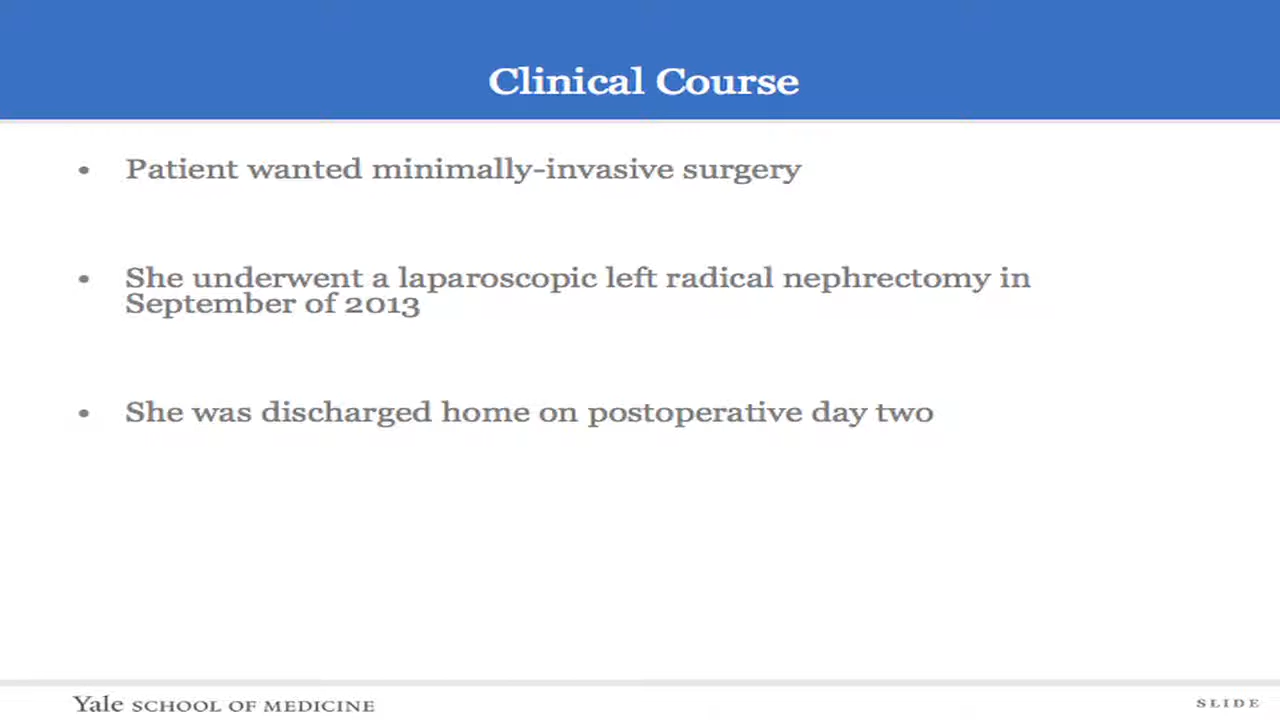 Clinical Course
• Patient wanted minimally-invasive surgery
• She underwent a laparoscopic left radical nephrectomy in
September of 2013
• She was discharged home on postoperative day two
Yale SCHOOL OF MEDICINE
SLIDE